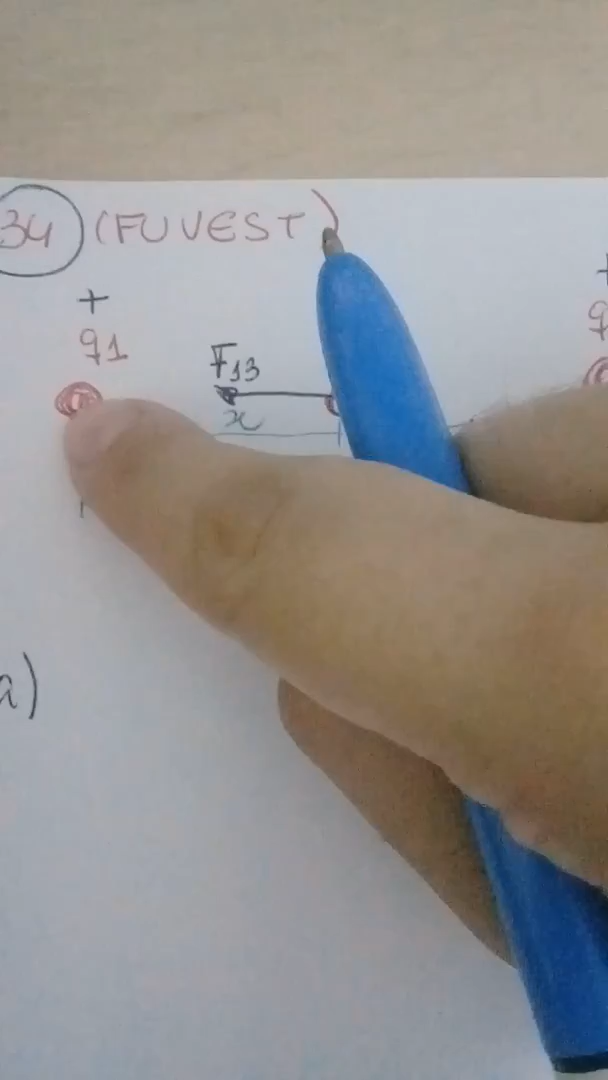 34 (FUVEST)
+ +
q1 q
F13
x
a)